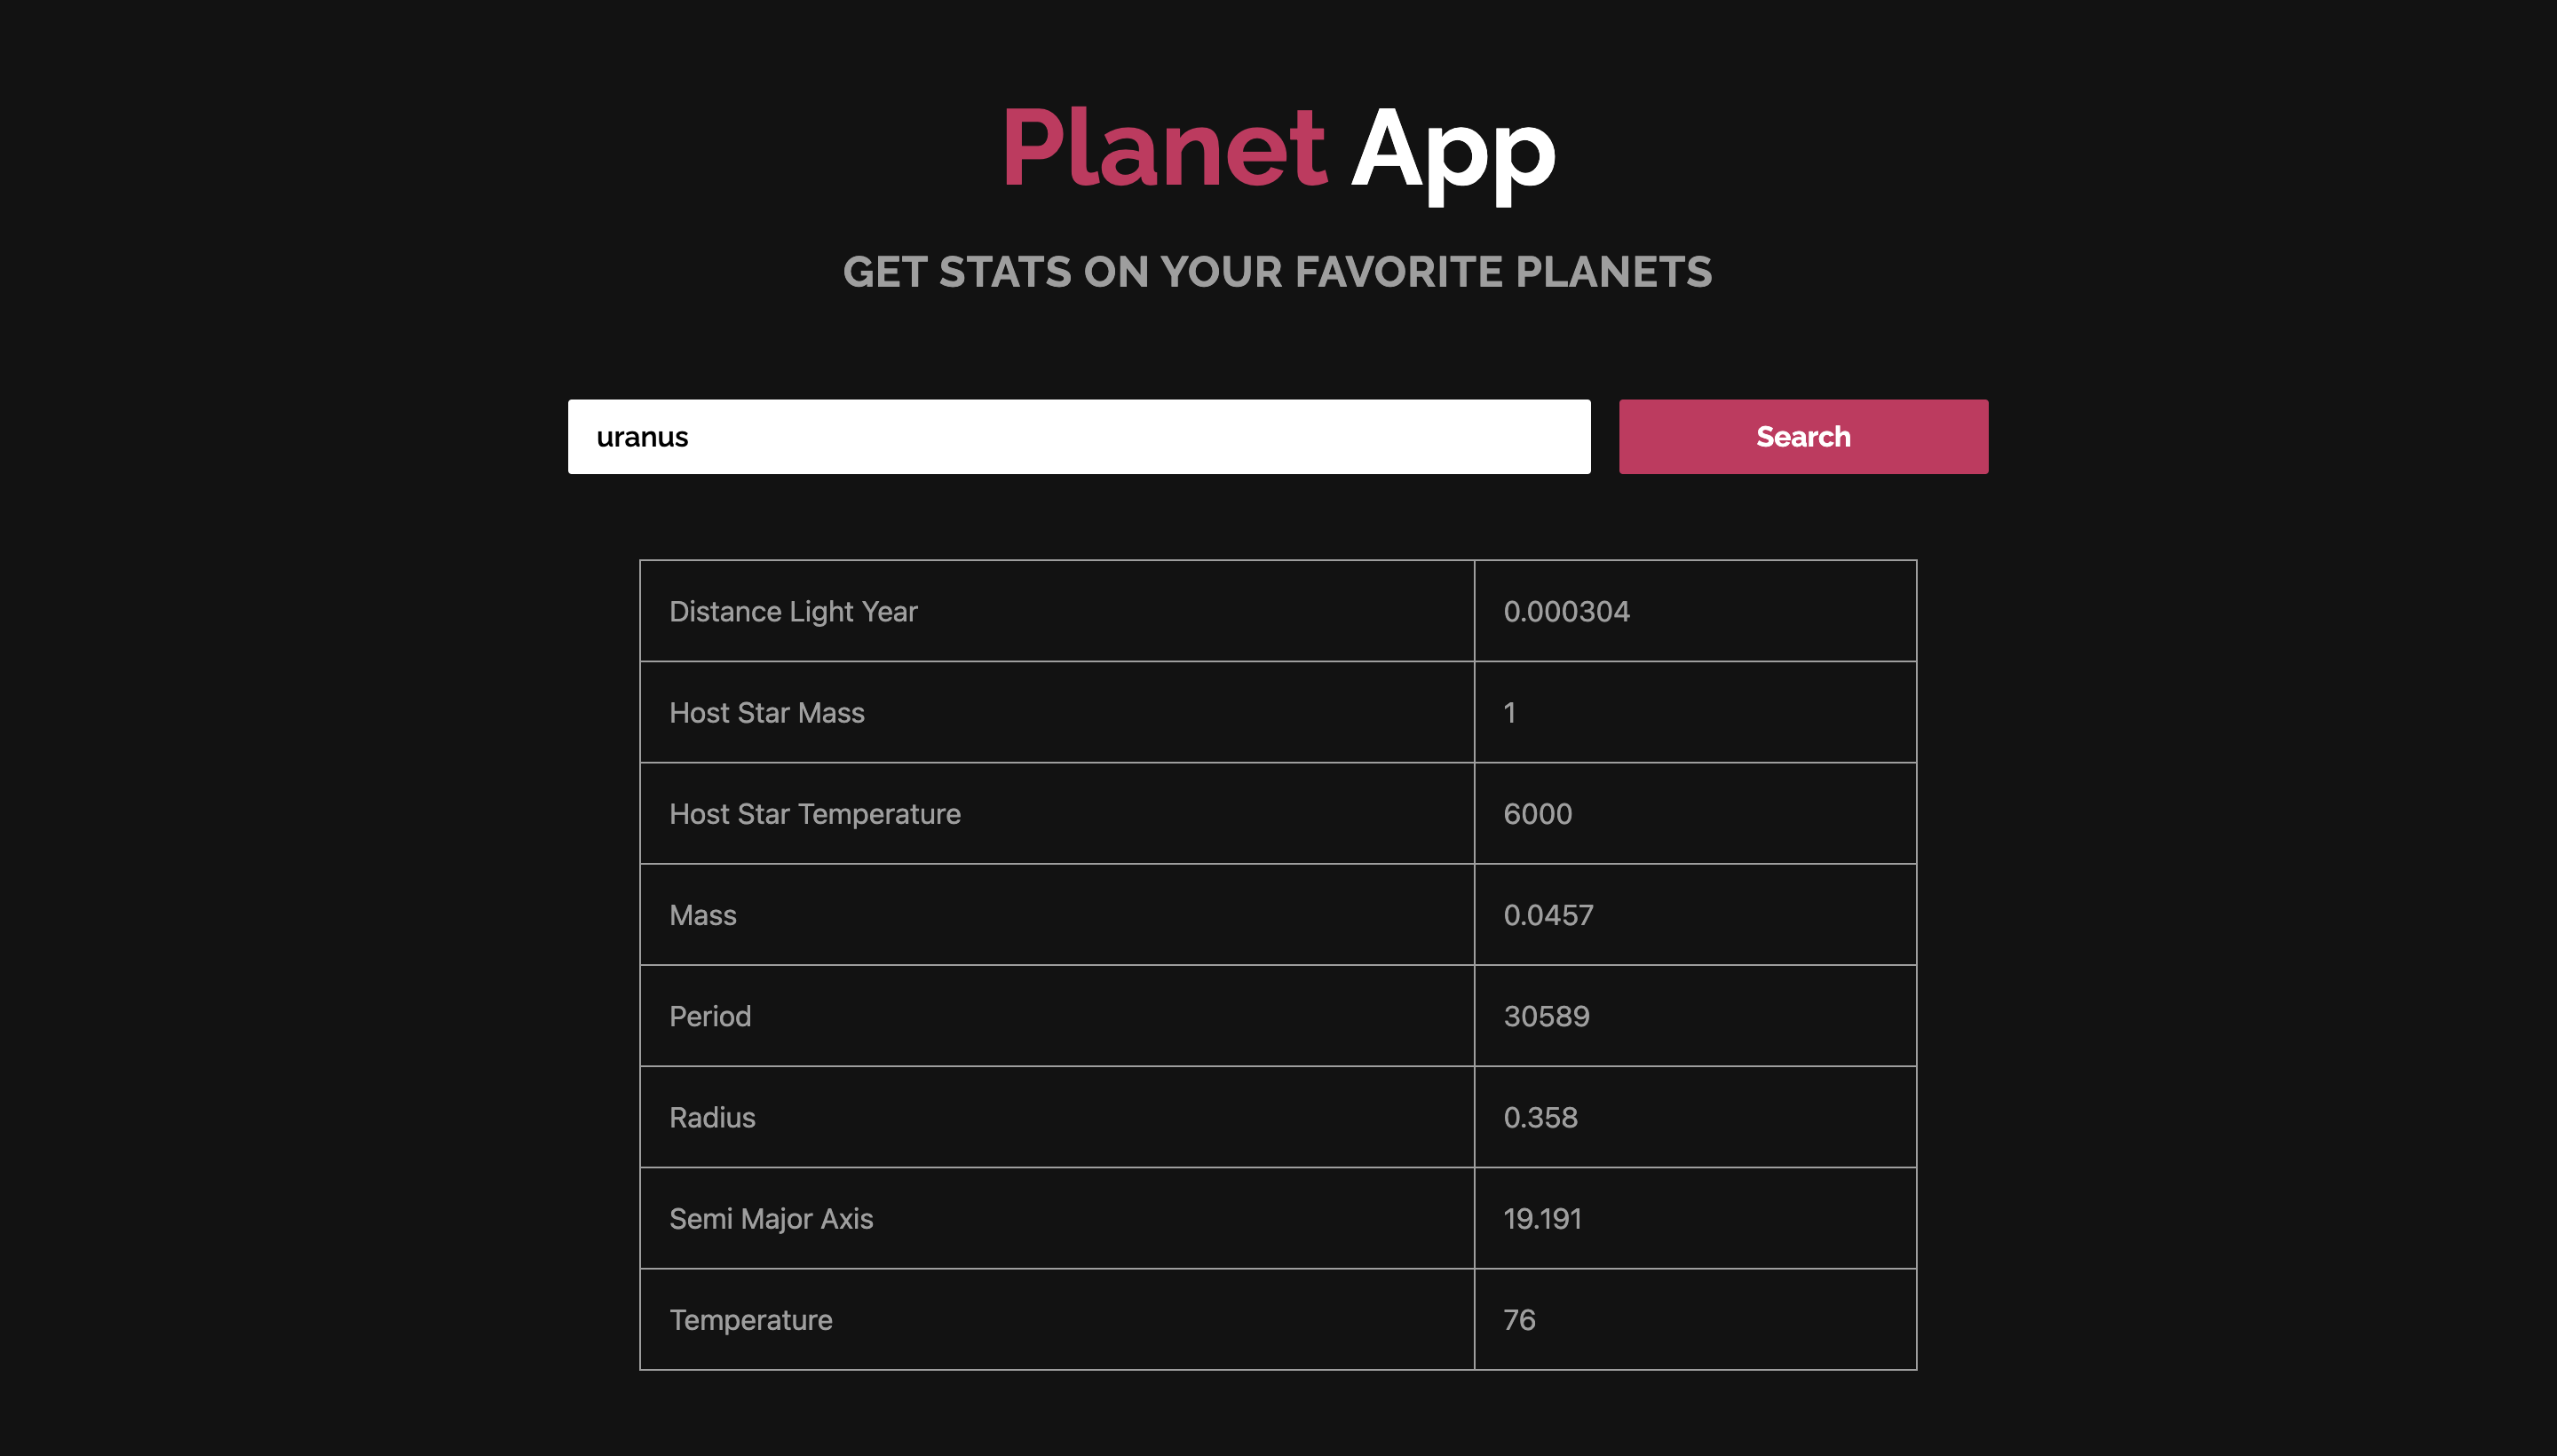 Planet App
GET STATS ON YOUR FAVORITE PLANETS
uranus Search
Distance Light Year 0.000304
Host Star Mass 1
Host Star Temperature 6000
Mass 0.0457
Period 30589
Radius 0.358
Semi Major Axis 19.191
Temperature 76